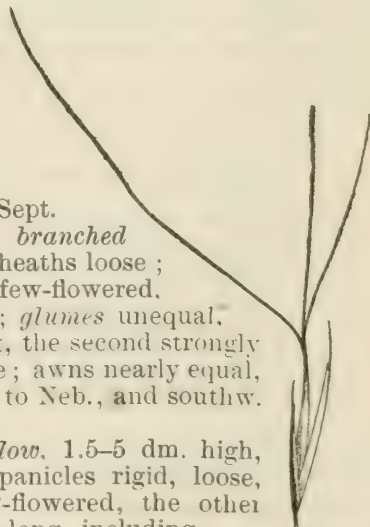 Sept.
branched
heaths loose ;
few-flowered,
; glumes unequal,
, the second strongly
e ; awns nearly equal,
to Neb., and southw.
low, 1.5–5 dm. high,
panicles rigid, loose,
-flowered, the other
long, including